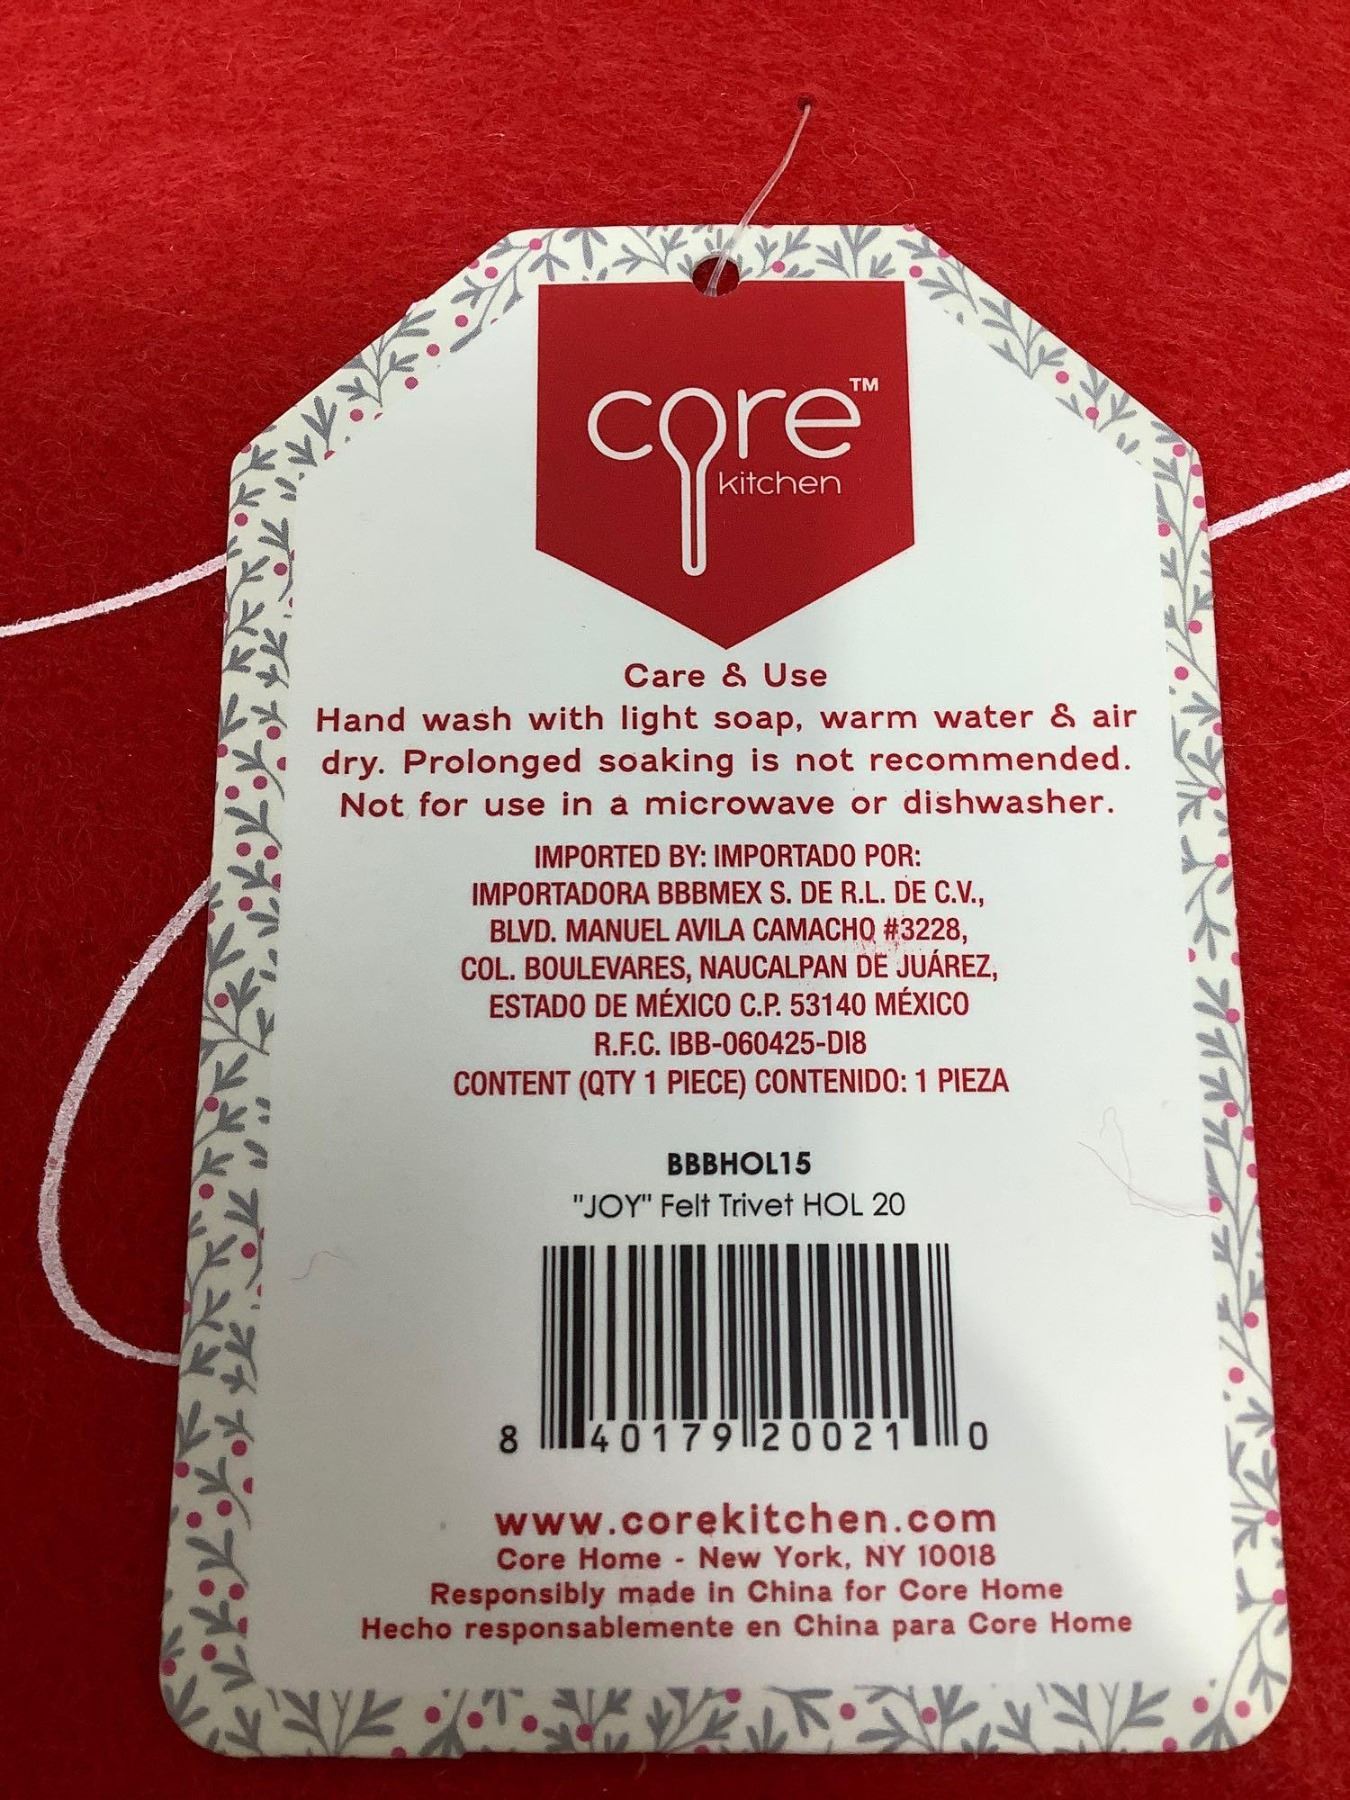 core™
kitchen
Care & Use
Hand wash with light soap, warm water & air
dry. Prolonged soaking is not recommended.
Not for use in a microwave or dishwasher.
IMPORTED BY: IMPORTADO POR:
IMPORTADORA BBBMEX S. DE R.L. DE C.V.,
BLVD. MANUEL AVILA CAMACHO #3228,
COL. BOULEVARES, NAUCALPAN DE JUÁREZ,
ESTADO DE MÉXICO C.P. 53140 MÉXICO
R.F.C. IBB-060425-DI8
CONTENT (QTY 1 PIECE) CONTENIDO: 1 PIEZA
BBBHOL15
"JOY" Felt Trivet HOL 20
8 40179 20021 0
www.corekitchen.com
Core Home - New York, NY 10018
Responsibly made in China for Core Home
Hecho responsablemente en China para Core Home